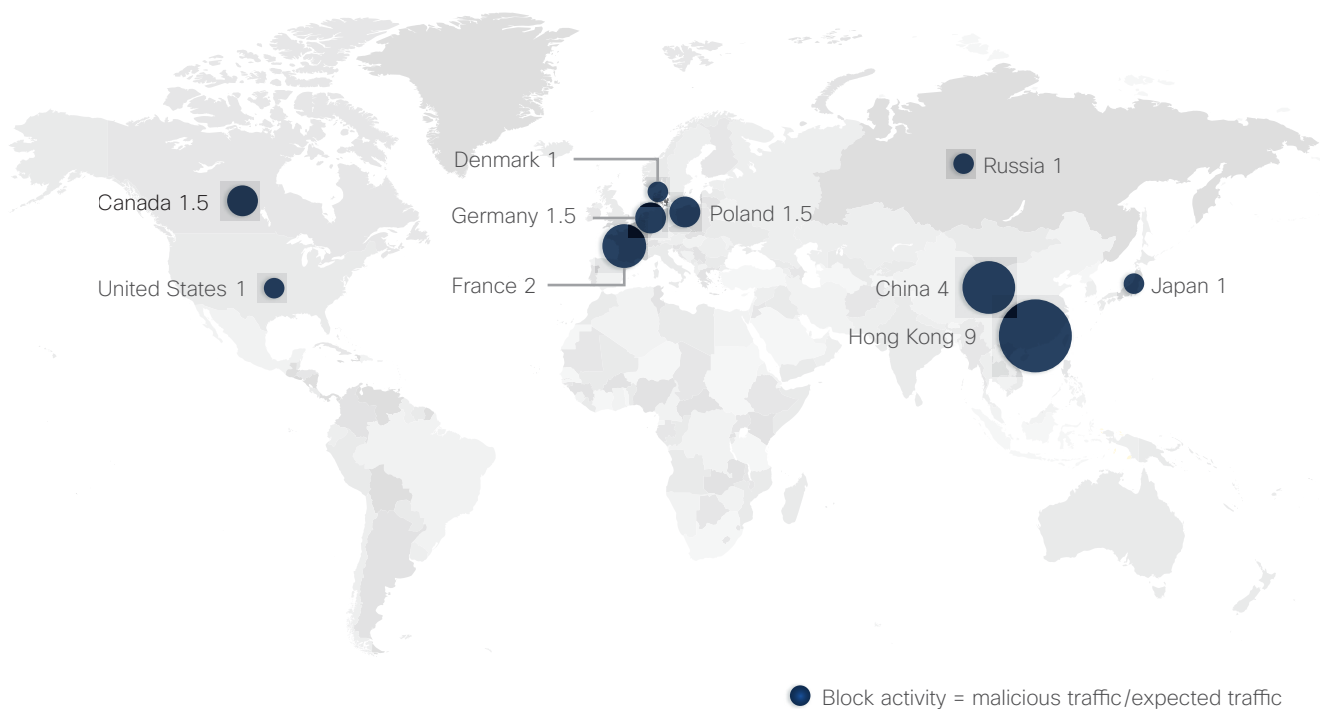 Denmark 1
Russia 1
Canada 1.5
Germany 1.5
Poland 1.5
United States 1
France 2
China 4
Japan 1
Hong Kong 9
Block activity = malicious traffic/expected traffic